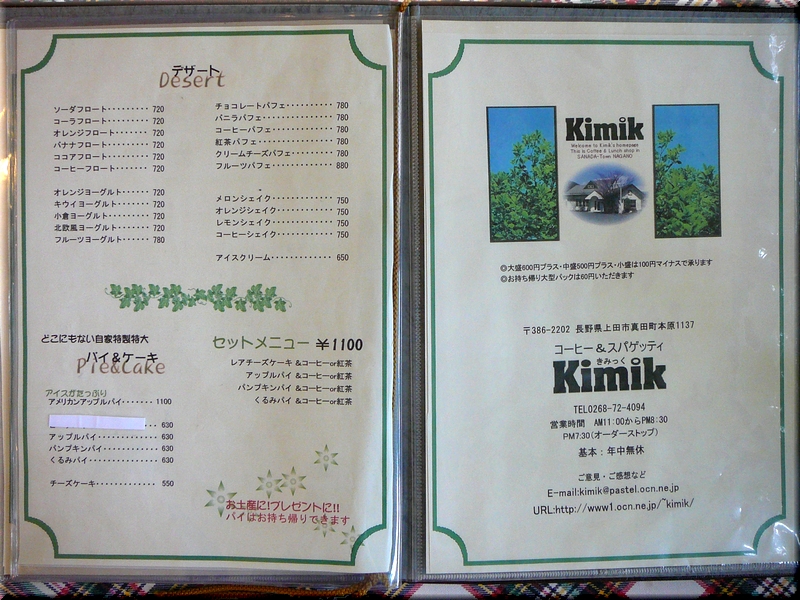 デザート
Desert
ソーダフロート・・・・・・・・ 720
コーラフロート・・・・・・・・ 720
オレンジフロート・・・・・・ 720
バナナフロート・・・・・・・・ 720
ココアフロート・・・・・・・・ 720
コーヒーフロート・・・・・・ 720
オレンジヨーグルト・・・・・ 720
キウイヨーグルト・・・・・・ 720
小倉ヨーグルト・・・・・・・・ 720
北欧風ヨーグルト・・・・・・ 720
フルーツヨーグルト・・・・・ 780
チョコレートパフェ・・・・・・・・・・ 780
バニラパフェ・・・・・・・・・・・・・・ 780
コーヒーパフェ・・・・・・・・・・・・ 780
紅茶パフェ・・・・・・・・・・・・・・・ 780
クリームチーズパフェ・・・・・・・・ 780
フルーツパフェ・・・・・・・・・・・・ 880
メロンシェイク・・・・・・・・・・・・ 750
オレンジシェイク・・・・・・・・・・ 750
レモンシェイク・・・・・・・・・・・・ 750
コーヒーシェイク・・・・・・・・・・ 750
アイスクリーム・・・・・・・・・・・・ 650
どこにもない自家特製特大
パイ&ケーキ
Pie&Cake
アイスがたっぷり
アメリカンアップルパイ・・・・・ 1100
630
アップルパイ・・・・・・・・・・・・ 630
パンプキンパイ・・・・・・・・・・ 630
くるみパイ・・・・・・・・・・・・・ 630
チーズケーキ・・・・・・・・・・・・ 550
セットメニュー ¥1100
レアチーズケーキ &コーヒーor紅茶
アップルパイ &コーヒーor紅茶
パンプキンパイ &コーヒーor紅茶
くるみパイ &コーヒーor紅茶
お土産に!プレゼントに!!
パイはお持ち帰りできます
Kimik
Welcome to Kimik's homepaen
This is Coffee & Lunch shop in
SANADA-Town NAGANO
◎大盛600円プラス・中盛500円プラス・小盛は100円マイナスで承ります
◎お持ち帰り大型パックは60円いただきます
〒386-2202 長野県上田市真田町本原1137
コーヒー&スパゲッティ
きみっく
Kimik
TEL0268-72-4094
営業時間 AM11:00からPM8:30
PM7:30(オーダーストップ)
基本:年中無休
ご意見・ご感想など
E-mail:kimik@pastel.ocn.ne.jp
URL:http://www1.ocn.ne.jp/~kimik/